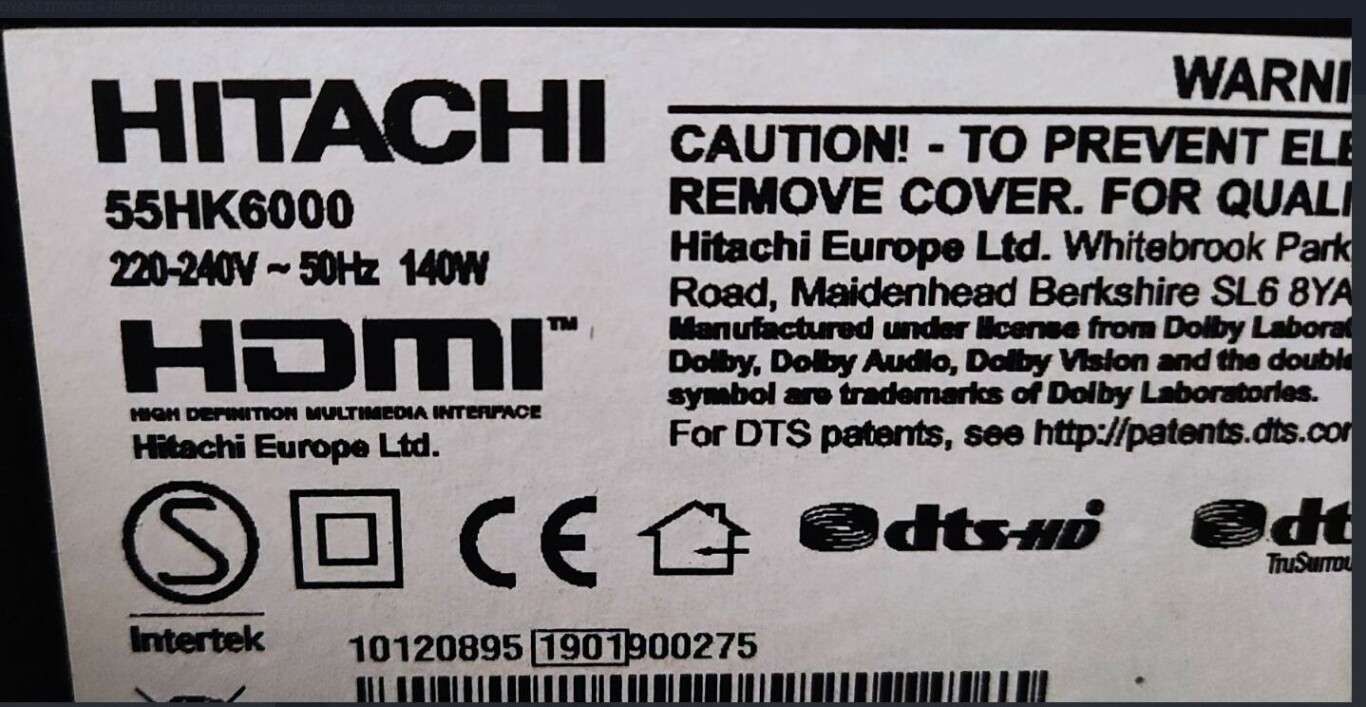 HITACHI
55HK6000
220-240V ~ 50Hz 140W
HDMI™
HIGH DEFINITION MULTIMEDIA INTERFACE
Hitachi Europe Ltd.
WARNI
CAUTION! - TO PREVENT ELE
REMOVE COVER. FOR QUALI
Hitachi Europe Ltd. Whitebrook Park
Road, Maidenhead Berkshire SL6 8YA
Manufactured under license from Dolby Laborat
Dolby, Dolby Audio, Dolby Vision and the double
symbol are trademarks of Dolby Laboratories.
For DTS patents, see http://patents.dts.cor
S
CE
dts-HD
dt
TruSurrou
Intertek
10120895 1901900275